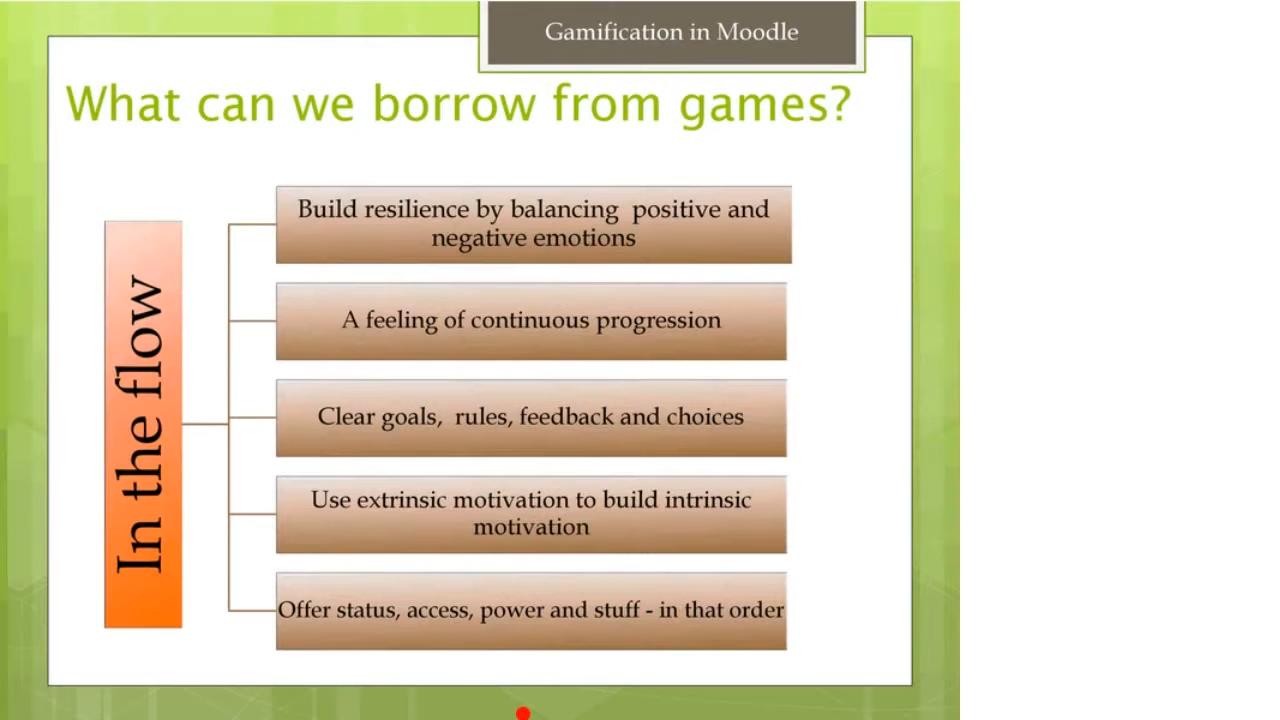 Gamification in Moodle
What can we borrow from games?
In the flow
Build resilience by balancing  positive and
negative emotions
A feeling of continuous progression
Clear goals,  rules, feedback and choices
Use extrinsic motivation to build intrinsic
motivation
Offer status, access, power and stuff - in that order